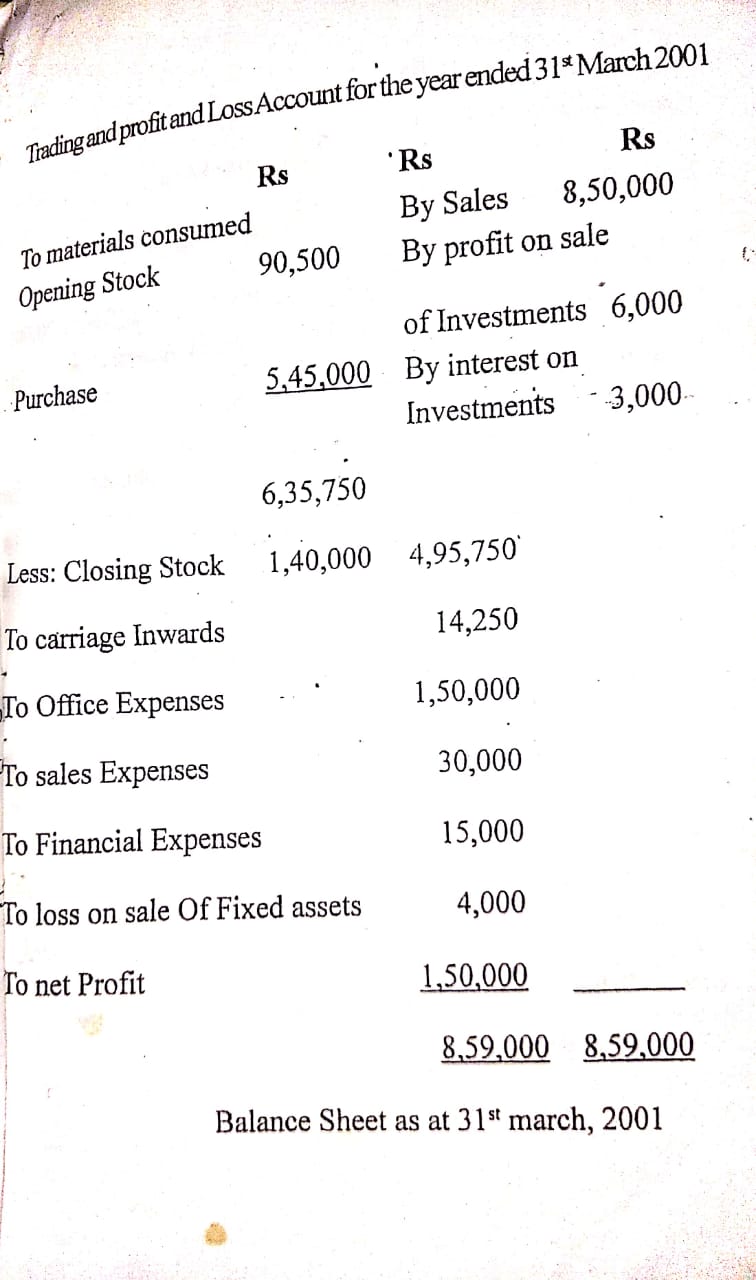 Trading and profit and Loss Account for the year ended 31st March 2001
Rs Rs Rs
To materials consumed By Sales 8,50,000
Opening Stock 90,500 By profit on sale
of Investments 6,000
Purchase 5,45,000 By interest on
Investments 3,000
6,35,750
Less: Closing Stock 1,40,000 4,95,750
To carriage Inwards 14,250
To Office Expenses 1,50,000
To sales Expenses 30,000
To Financial Expenses 15,000
To loss on sale Of Fixed assets 4,000
To net Profit 1,50,000
8,59,000 8,59,000
Balance Sheet as at 31st march, 2001